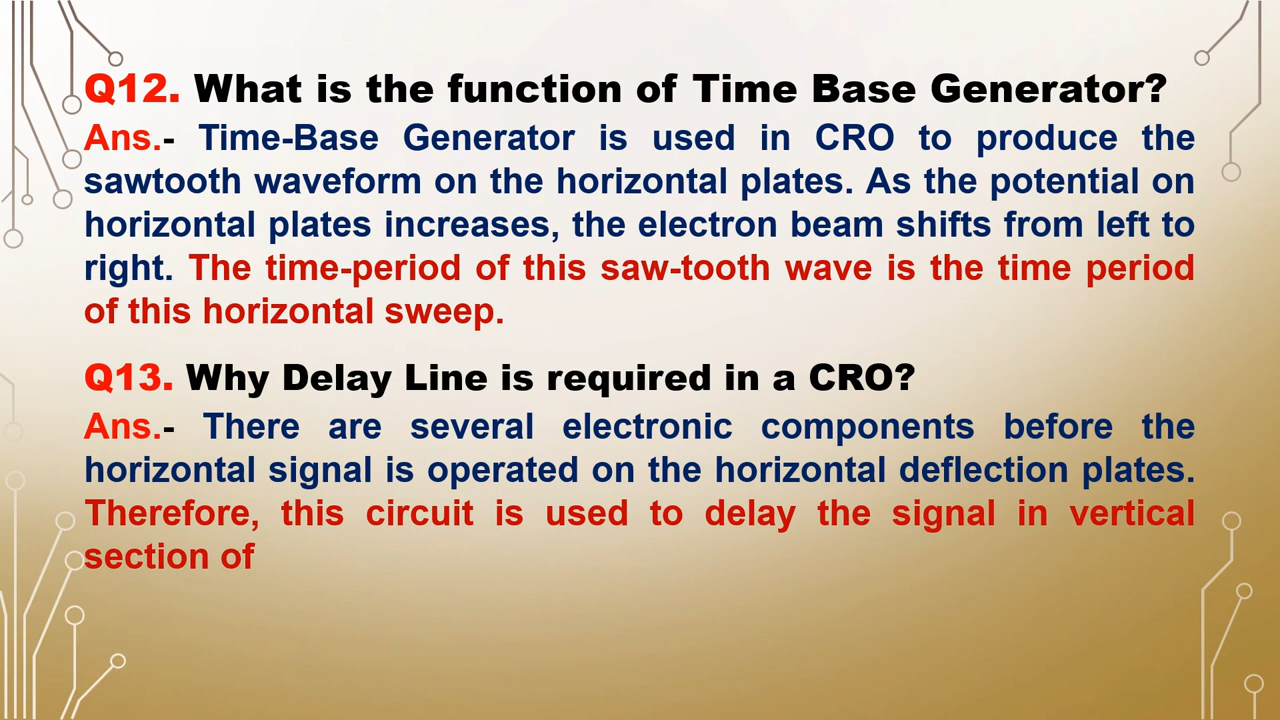 Q12. What is the function of Time Base Generator?
Ans.- Time-Base Generator is used in CRO to produce the
sawtooth waveform on the horizontal plates. As the potential on
horizontal plates increases, the electron beam shifts from left to
right. The time-period of this saw-tooth wave is the time period
of this horizontal sweep.
Q13. Why Delay Line is required in a CRO?
Ans.- There are several electronic components before the
horizontal signal is operated on the horizontal deflection plates.
Therefore, this circuit is used to delay the signal in vertical
section of